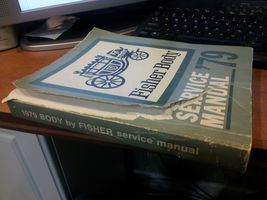 Fisher Body
SERVICE
MANUAL
'79
1979 BODY by FISHER service manual